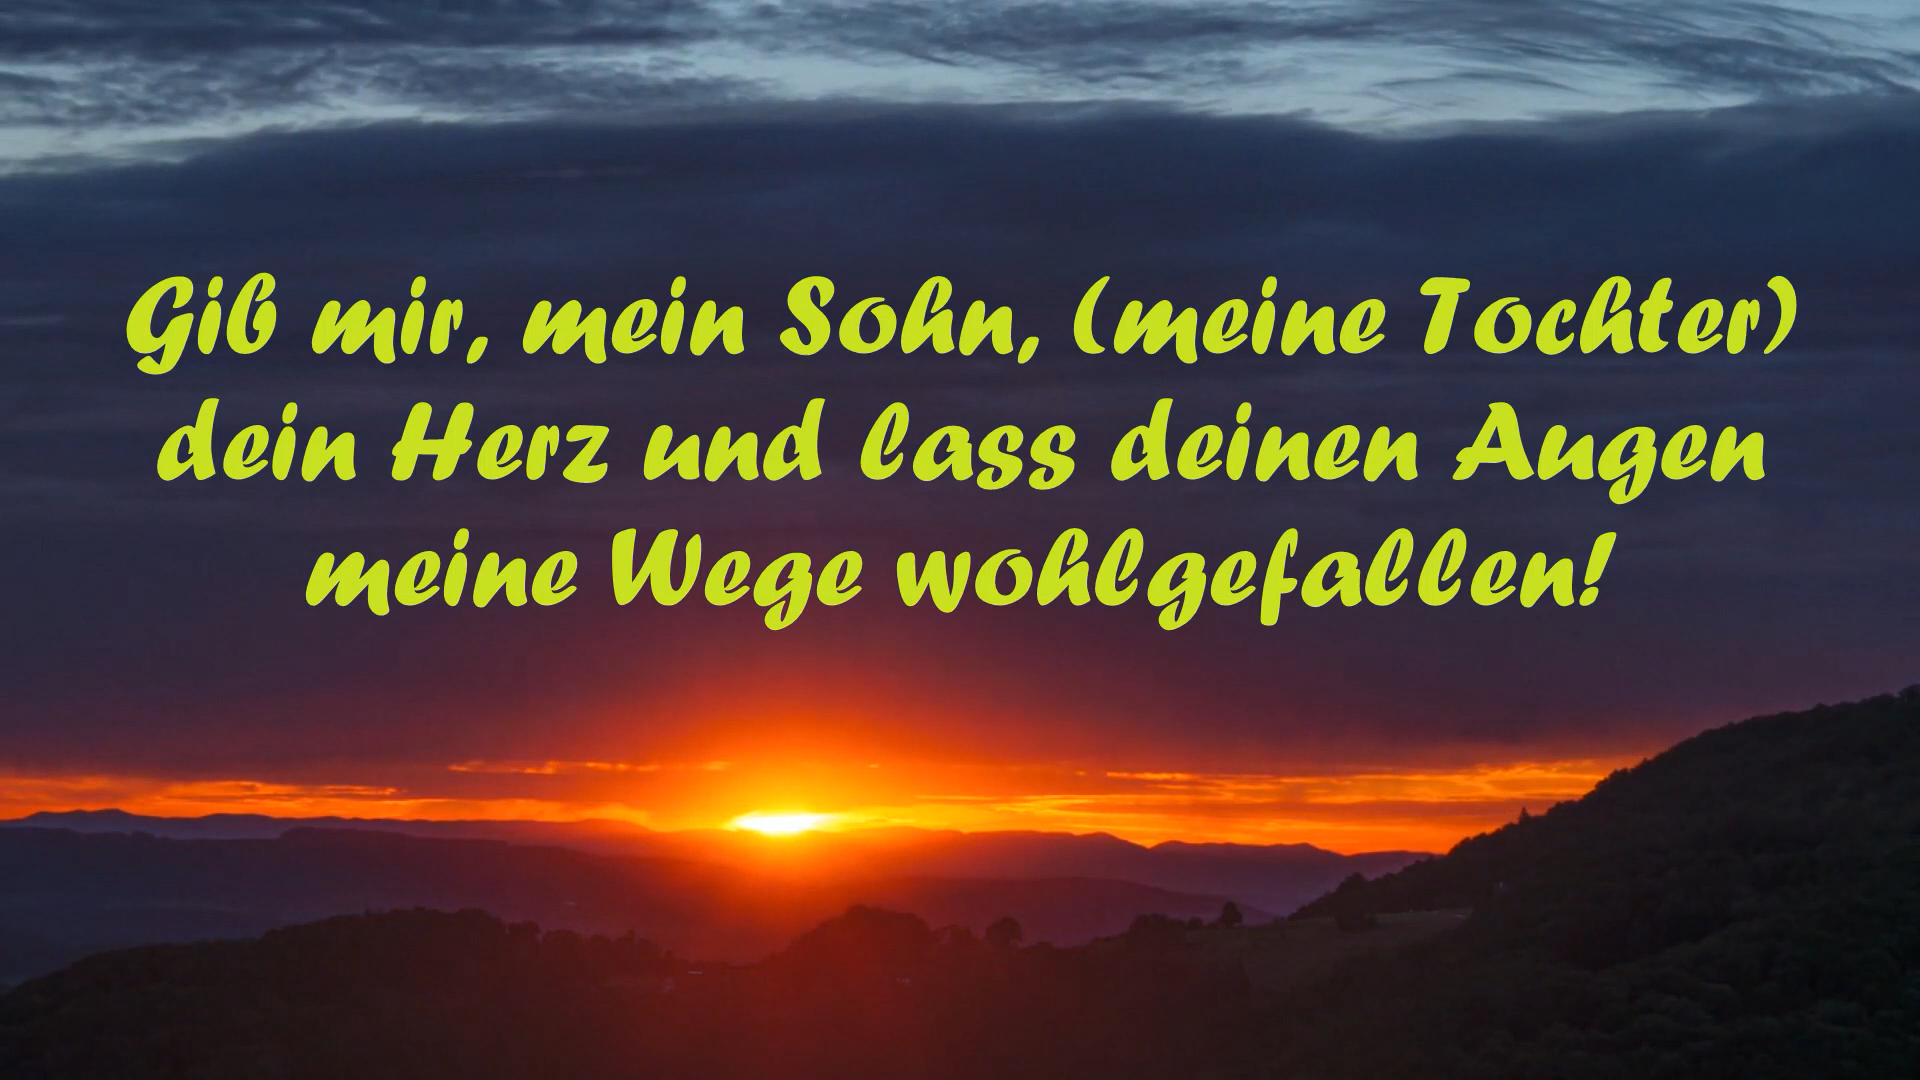 Gib mir, mein Sohn, (meine Tochter)
dein Herz und lass deinen Augen
meine Wege wohlgefallen!